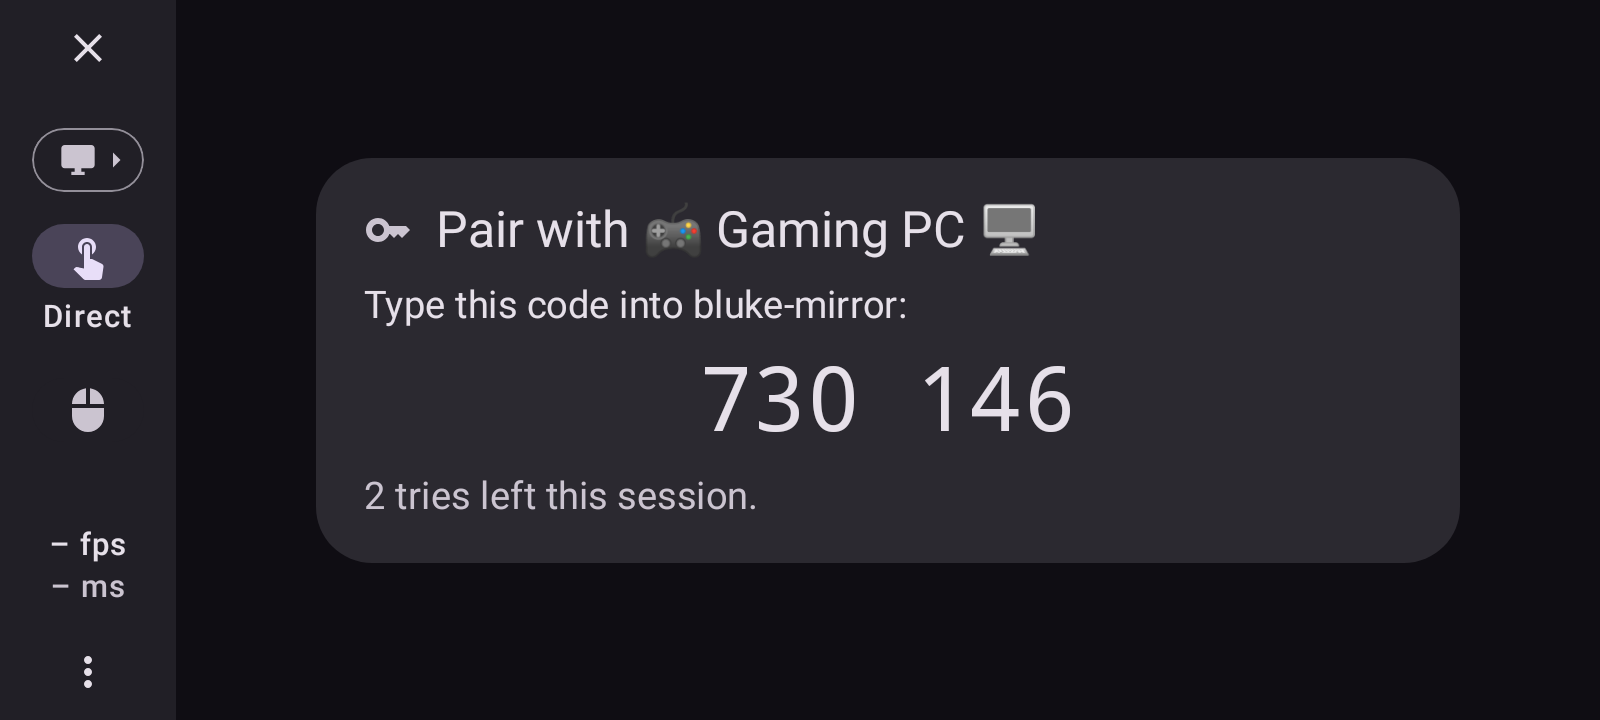 Direct
– fps
– ms
Pair with 🎮 Gaming PC 🖥️
Type this code into bluke-mirror:
730 146
2 tries left this session.